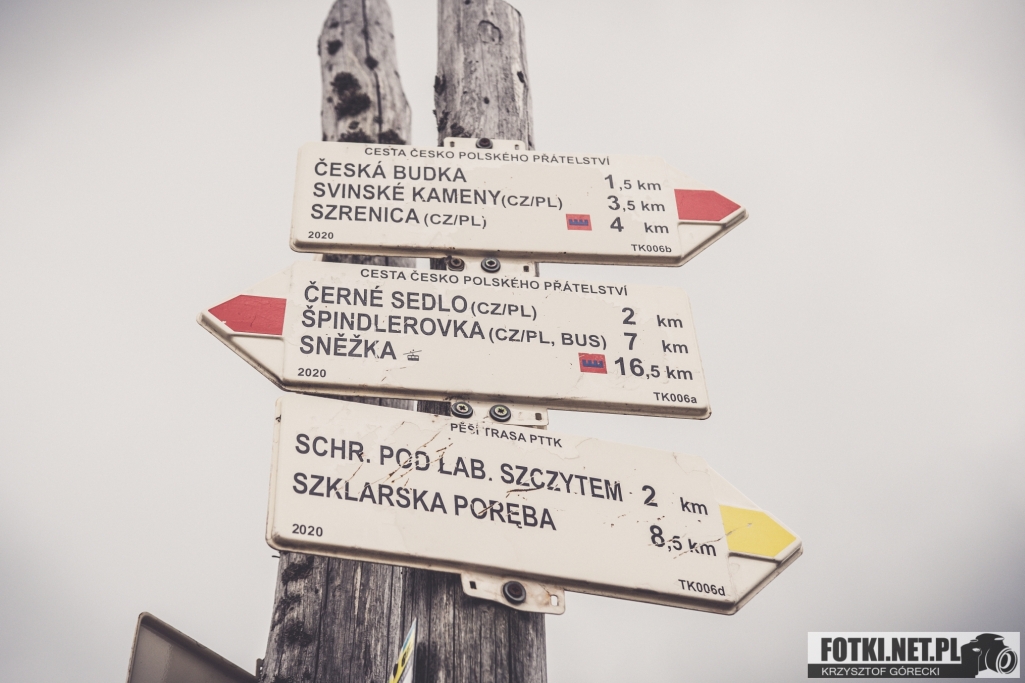 CESTA ČESKO POLSKÉHO PŘÁTELSTVÍ
ČESKÁ BUDKA 1,5 km
SVINSKÉ KAMENY (CZ/PL) 3,5 km
SZRENICA (CZ/PL) 4 km
2020 TK006b
CESTA ČESKO POLSKÉHO PŘÁTELSTVÍ
ČERNÉ SEDLO (CZ/PL) 2 km
ŠPINDLEROVKA (CZ/PL, BUS) 7 km
SNĚŽKA 16,5 km
2020 TK006a
PĚŠÍ TRASA PTTK
SCHR. POD ŁAB. SZCZYTEM 2 km
SZKLARSKA PORĘBA 8,5 km
2020 TK006d
FOTKI.NET.PL
KRZYSZTOF GÓRECKI